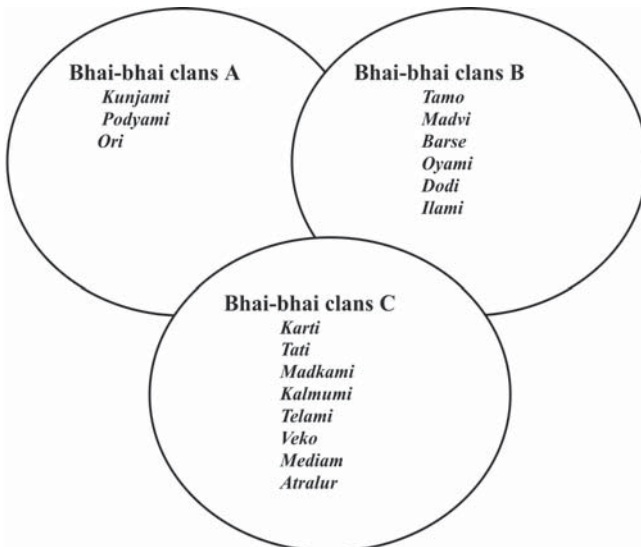 Bhai-bhai clans A
Kunjami
Podyami
Ori
Bhai-bhai clans B
Tamo
Madvi
Barse
Oyami
Dodi
Ilami
Bhai-bhai clans C
Karti
Tati
Madkami
Kalmumi
Telami
Veko
Mediam
Atralur